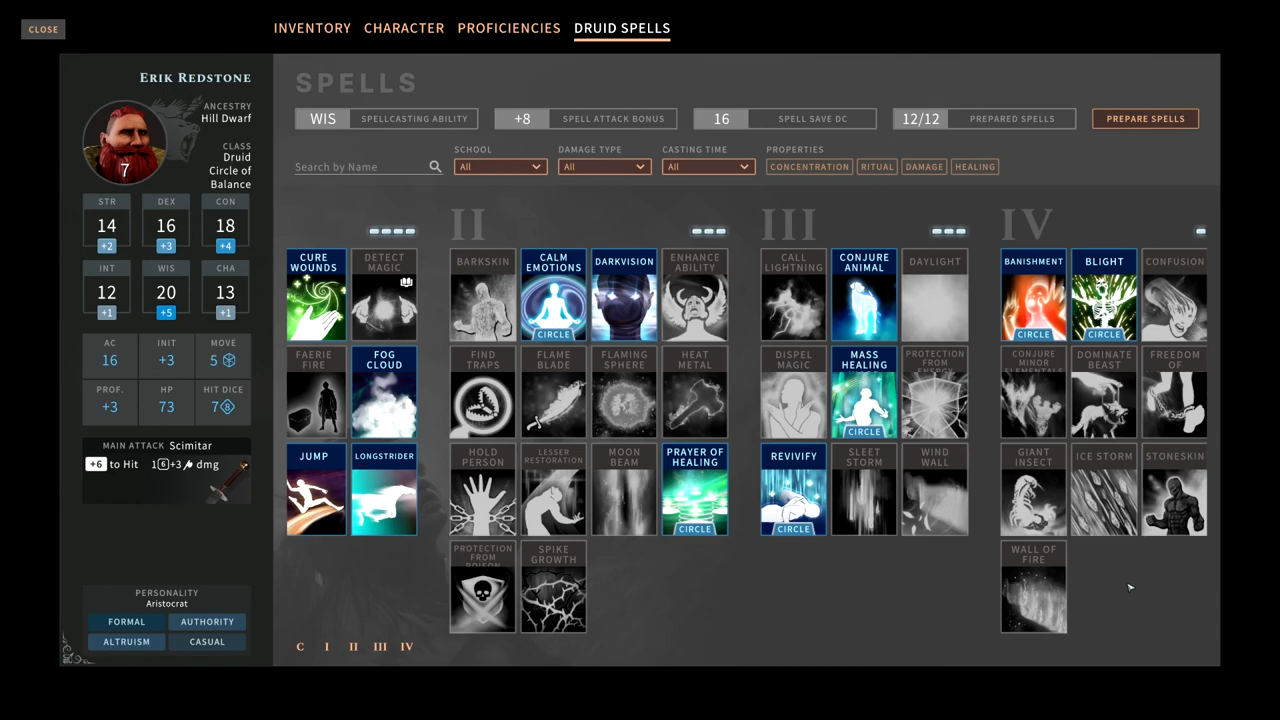 CLOSE
INVENTORY CHARACTER PROFICIENCIES DRUID SPELLS
ERIK REDSTONE
ANCESTRY
Hill Dwarf
CLASS
Druid
Circle of
Balance
7
STR DEX CON
14 16 18
+2 +3 +4
INT WIS CHA
12 20 13
+1 +5 +1
AC INIT MOVE
16 +3 5
PROF. HP HIT DICE
+3 73 7 8
MAIN ATTACK Scimitar
+6 to Hit 1 6 +3 dmg
PERSONALITY
Aristocrat
FORMAL AUTHORITY
ALTRUISM CASUAL
SPELLS
WIS SPELLCASTING ABILITY +8 SPELL ATTACK BONUS 16 SPELL SAVE DC 12/12 PREPARED SPELLS PREPARE SPELLS
SCHOOL DAMAGE TYPE CASTING TIME PROPERTIES
Search by Name All All All CONCENTRATION RITUAL DAMAGE HEALING
CURE
WOUNDS
DETECT
MAGIC
FAERIE
FIRE
FOG
CLOUD
JUMP
LONGSTRIDER
II
BARKSKIN
CALM
EMOTIONS
CIRCLE
DARKVISION
ENHANCE
ABILITY
FIND
TRAPS
FLAME
BLADE
FLAMING
SPHERE
HEAT
METAL
HOLD
PERSON
LESSER
RESTORATION
MOON
BEAM
PRAYER OF
HEALING
CIRCLE
PROTECTION
FROM
POISON
SPIKE
GROWTH
III
CALL
LIGHTNING
CONJURE
ANIMAL
DAYLIGHT
DISPEL
MAGIC
MASS
HEALING
CIRCLE
PROTECTION
FROM
ENERGY
REVIVIFY
CIRCLE
SLEET
STORM
WIND
WALL
IV
BANISHMENT
CIRCLE
BLIGHT
CIRCLE
CONFUSION
CONJURE
MINOR
ELEMENTALS
DOMINATE
BEAST
FREEDOM
OF
GIANT
INSECT
ICE STORM
STONESKIN
WALL OF
FIRE
C I II III IV